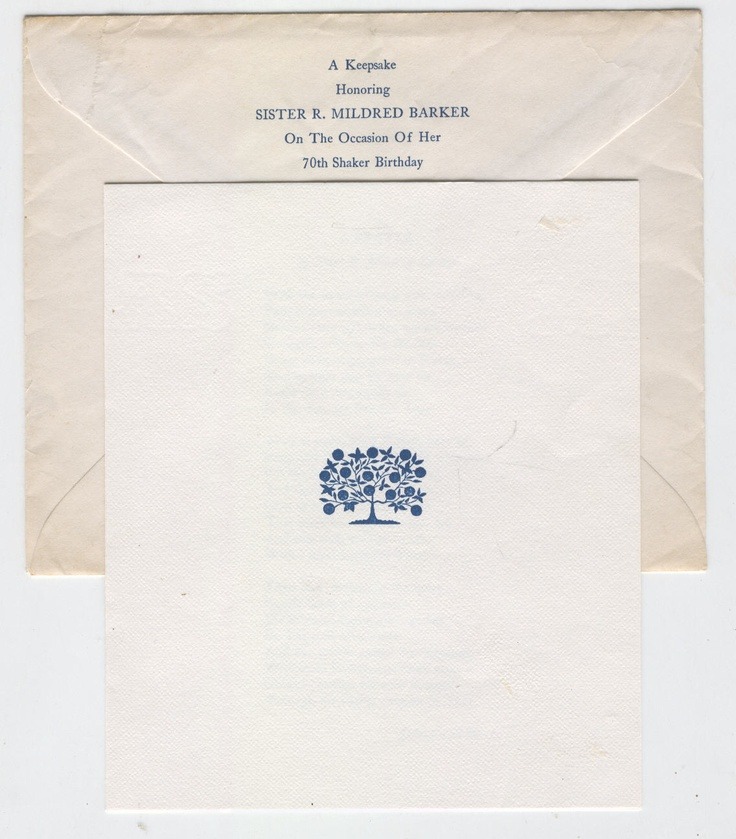 A Keepsake
Honoring
SISTER R. MILDRED BARKER
On The Occasion Of Her
70th Shaker Birthday